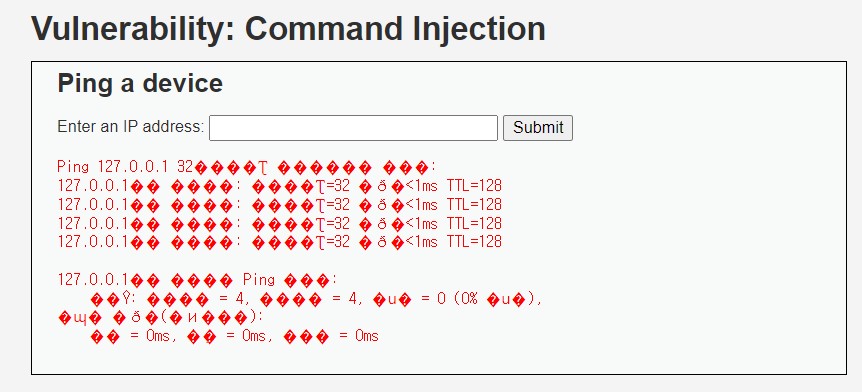 Vulnerability: Command Injection
Ping a device
Enter an IP address: Submit
Ping 127.0.0.1 32����Ʈ ������ ���:
127.0.0.1�� ����: ����Ʈ=32 �ð�<1ms TTL=128
127.0.0.1�� ����: ����Ʈ=32 �ð�<1ms TTL=128
127.0.0.1�� ����: ����Ʈ=32 �ð�<1ms TTL=128
127.0.0.1�� ����: ����Ʈ=32 �ð�<1ms TTL=128
127.0.0.1�� ���� Ping ���:
��Ŷ: ���� = 4, ���� = 4, �ս� = 0 (0% �ս�),
�պ� �ð�(�и���):
�� = 0ms, �� = 0ms, ��� = 0ms